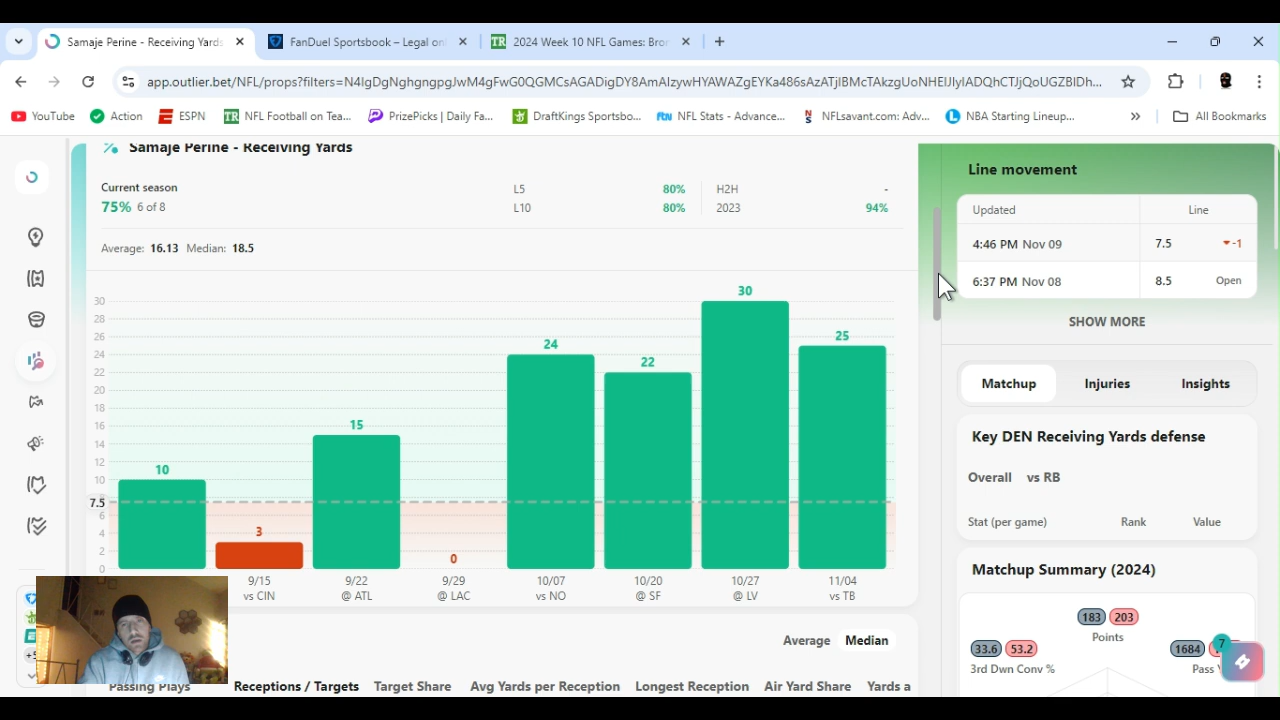 Samaje Perine - Receiving Yards
FanDuel Sportsbook – Legal on
2024 Week 10 NFL Games: Bron
app.outlier.bet/NFL/props?filters=
YouTube
Action
ESPN
NFL Football on Tea...
PrizePicks | Daily Fa...
DraftKings Sportsbo...
NFL Stats - Advance...
NFLsavant.com: Adv...
NBA Starting Lineup...
All Bookmarks
Samaje Perine - Receiving Yards
Current season
75% 6 of 8
L5 80%
L10 80%
H2H -
2023 94%
Average: 16.13 Median: 18.5
30
28
26
24
22
20
18
16
14
12
10
7.5
6
4
2
0
10
3
15
0
24
22
30
25
9/15
vs CIN
9/22
@ ATL
9/29
@ LAC
10/07
vs NO
10/20
@ SF
10/27
@ LV
11/04
vs TB
Average Median
Passing Plays Receptions / Targets Target Share Avg Yards per Reception Longest Reception Air Yard Share Yards a
Line movement
Updated Line
4:46 PM Nov 09 7.5 -1
6:37 PM Nov 08 8.5 Open
SHOW MORE
Matchup Injuries Insights
Key DEN Receiving Yards defense
Overall vs RB
Stat (per game) Rank Value
Matchup Summary (2024)
183 203
Points
33.6 53.2
3rd Dwn Conv %
1684
Pass
7